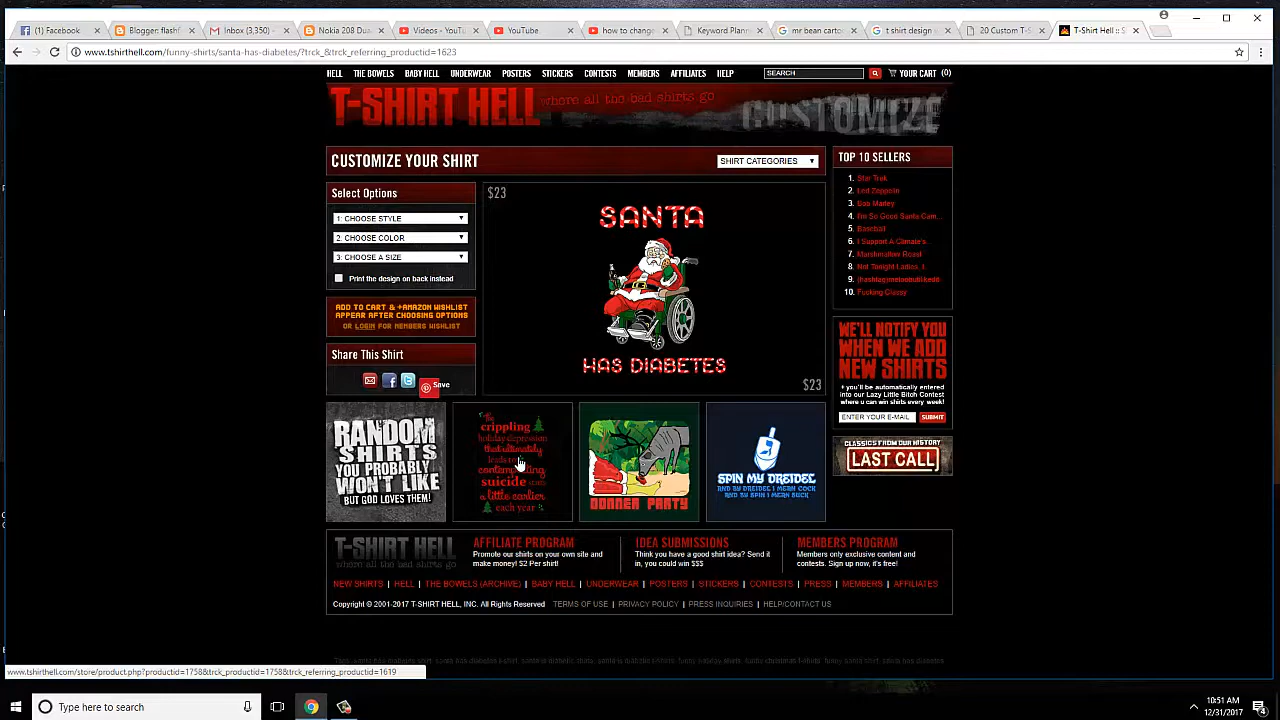 (1) Facebook
Blogger: flashf
Inbox (3,350)
Nokia 208 Dua
Videos - YouTu
YouTube
how to change
Keyword Plann
mr bean carto
t shirt design
20 Custom T-S
T-Shirt Hell :: S
www.tshirthell.com/funny-shirts/santa-has-diabetes/?trck_&trck_referring_productid=1623
HELL THE BOWELS BABY HELL UNDERWEAR POSTERS STICKERS CONTESTS MEMBERS AFFILIATES HELP SEARCH YOUR CART (0)
T-SHIRT HELL where all the bad shirts go CUSTOMIZE
CUSTOMIZE YOUR SHIRT SHIRT CATEGORIES
Select Options
1: CHOOSE STYLE
2: CHOOSE COLOR
3: CHOOSE A SIZE
Print the design on back instead
ADD TO CART & +AMAZON WISHLIST
APPEAR AFTER CHOOSING OPTIONS
OR LOGIN FOR MEMBERS WISHLIST
Share This Shirt
Save
$23
SANTA
HAS DIABETES
$23
TOP 10 SELLERS
1. Star Trek
2. Led Zeppelin
3. Bob Marley
4. I'm So Good Santa Cam...
5. Baseball
6. I Support A Climate's
7. Marshmallow Roast
8. Not Tonight Ladies, I
9.
10. Fucking Classy
WE'LL NOTIFY YOU
WHEN WE ADD
NEW SHIRTS
+ you'll be automatically entered
into our Lazy Little Bitch Contest
where u can win shirts every week!
ENTER YOUR E-MAIL SUBMIT
CLASSICS FROM OUR HISTORY
LAST CALL
RANDOM
SHIRTS
YOU PROBABLY
WON'T LIKE
BUT GOD LOVES THEM!
The
crippling
holiday depression
that ultimately
leads to
contemplating
suicide
a little earlier
each year
DONNER PARTY
SPIN MY DREIDEL
AND BY DREIDEL I MEAN COCK
AND BY SPIN I MEAN SUCK
T-SHIRT HELL
where all the bad shirts go
AFFILIATE PROGRAM
Promote our shirts on your own site and
make money! $2 Per shirt!
IDEA SUBMISSIONS
Think you have a good shirt idea? Send it
in, you could win $$$
MEMBERS PROGRAM
Members only exclusive content and
contests. Sign up now, it's free!
NEW SHIRTS | HELL | THE BOWELS (ARCHIVE) | BABY HELL | UNDERWEAR | POSTERS | STICKERS | CONTESTS | PRESS | MEMBERS | AFFILIATES
Copyright © 2001-2017 T-SHIRT HELL, INC. All Rights Reserved TERMS OF USE | PRIVACY POLICY | PRESS INQUIRIES | HELP/CONTACT US
www.tshirthell.com/store/product.php?productid=1758&trck_productid=1758&trck_referring_productid=1619
Type here to search
10:51 AM
12/31/2017
4